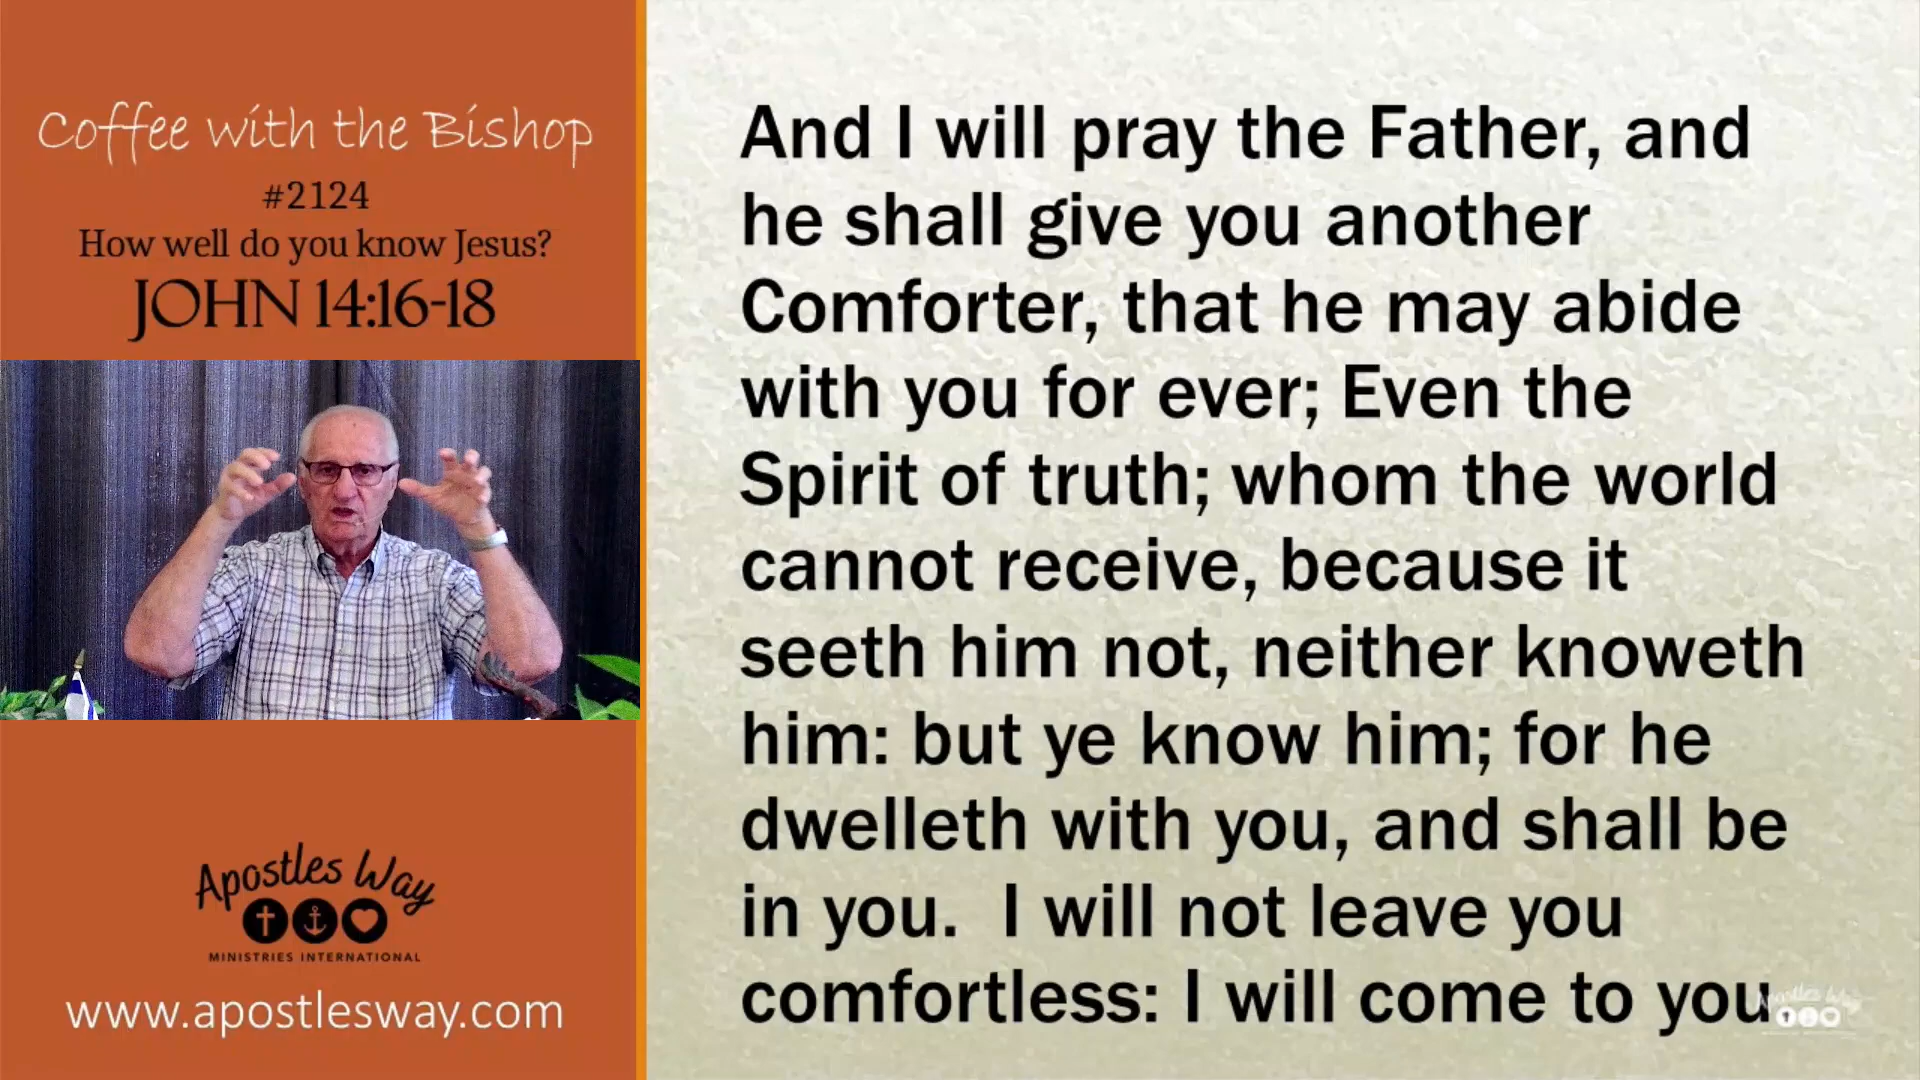 Coffee with the Bishop
#2124
How well do you know Jesus?
JOHN 14:16-18
Apostles Way
MINISTRIES INTERNATIONAL
www.apostlesway.com
And I will pray the Father, and
he shall give you another
Comforter, that he may abide
with you for ever; Even the
Spirit of truth; whom the world
cannot receive, because it
seeth him not, neither knoweth
him: but ye know him; for he
dwelleth with you, and shall be
in you.  I will not leave you
comfortless: I will come to you
Apostles Way